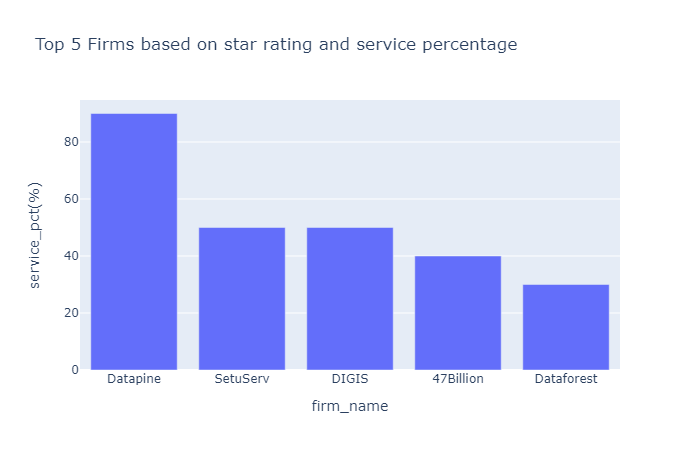 Top 5 Firms based on star rating and service percentage
service_pct(%)
80
60
40
20
0
Datapine SetuServ DIGIS 47Billion Dataforest
firm_name